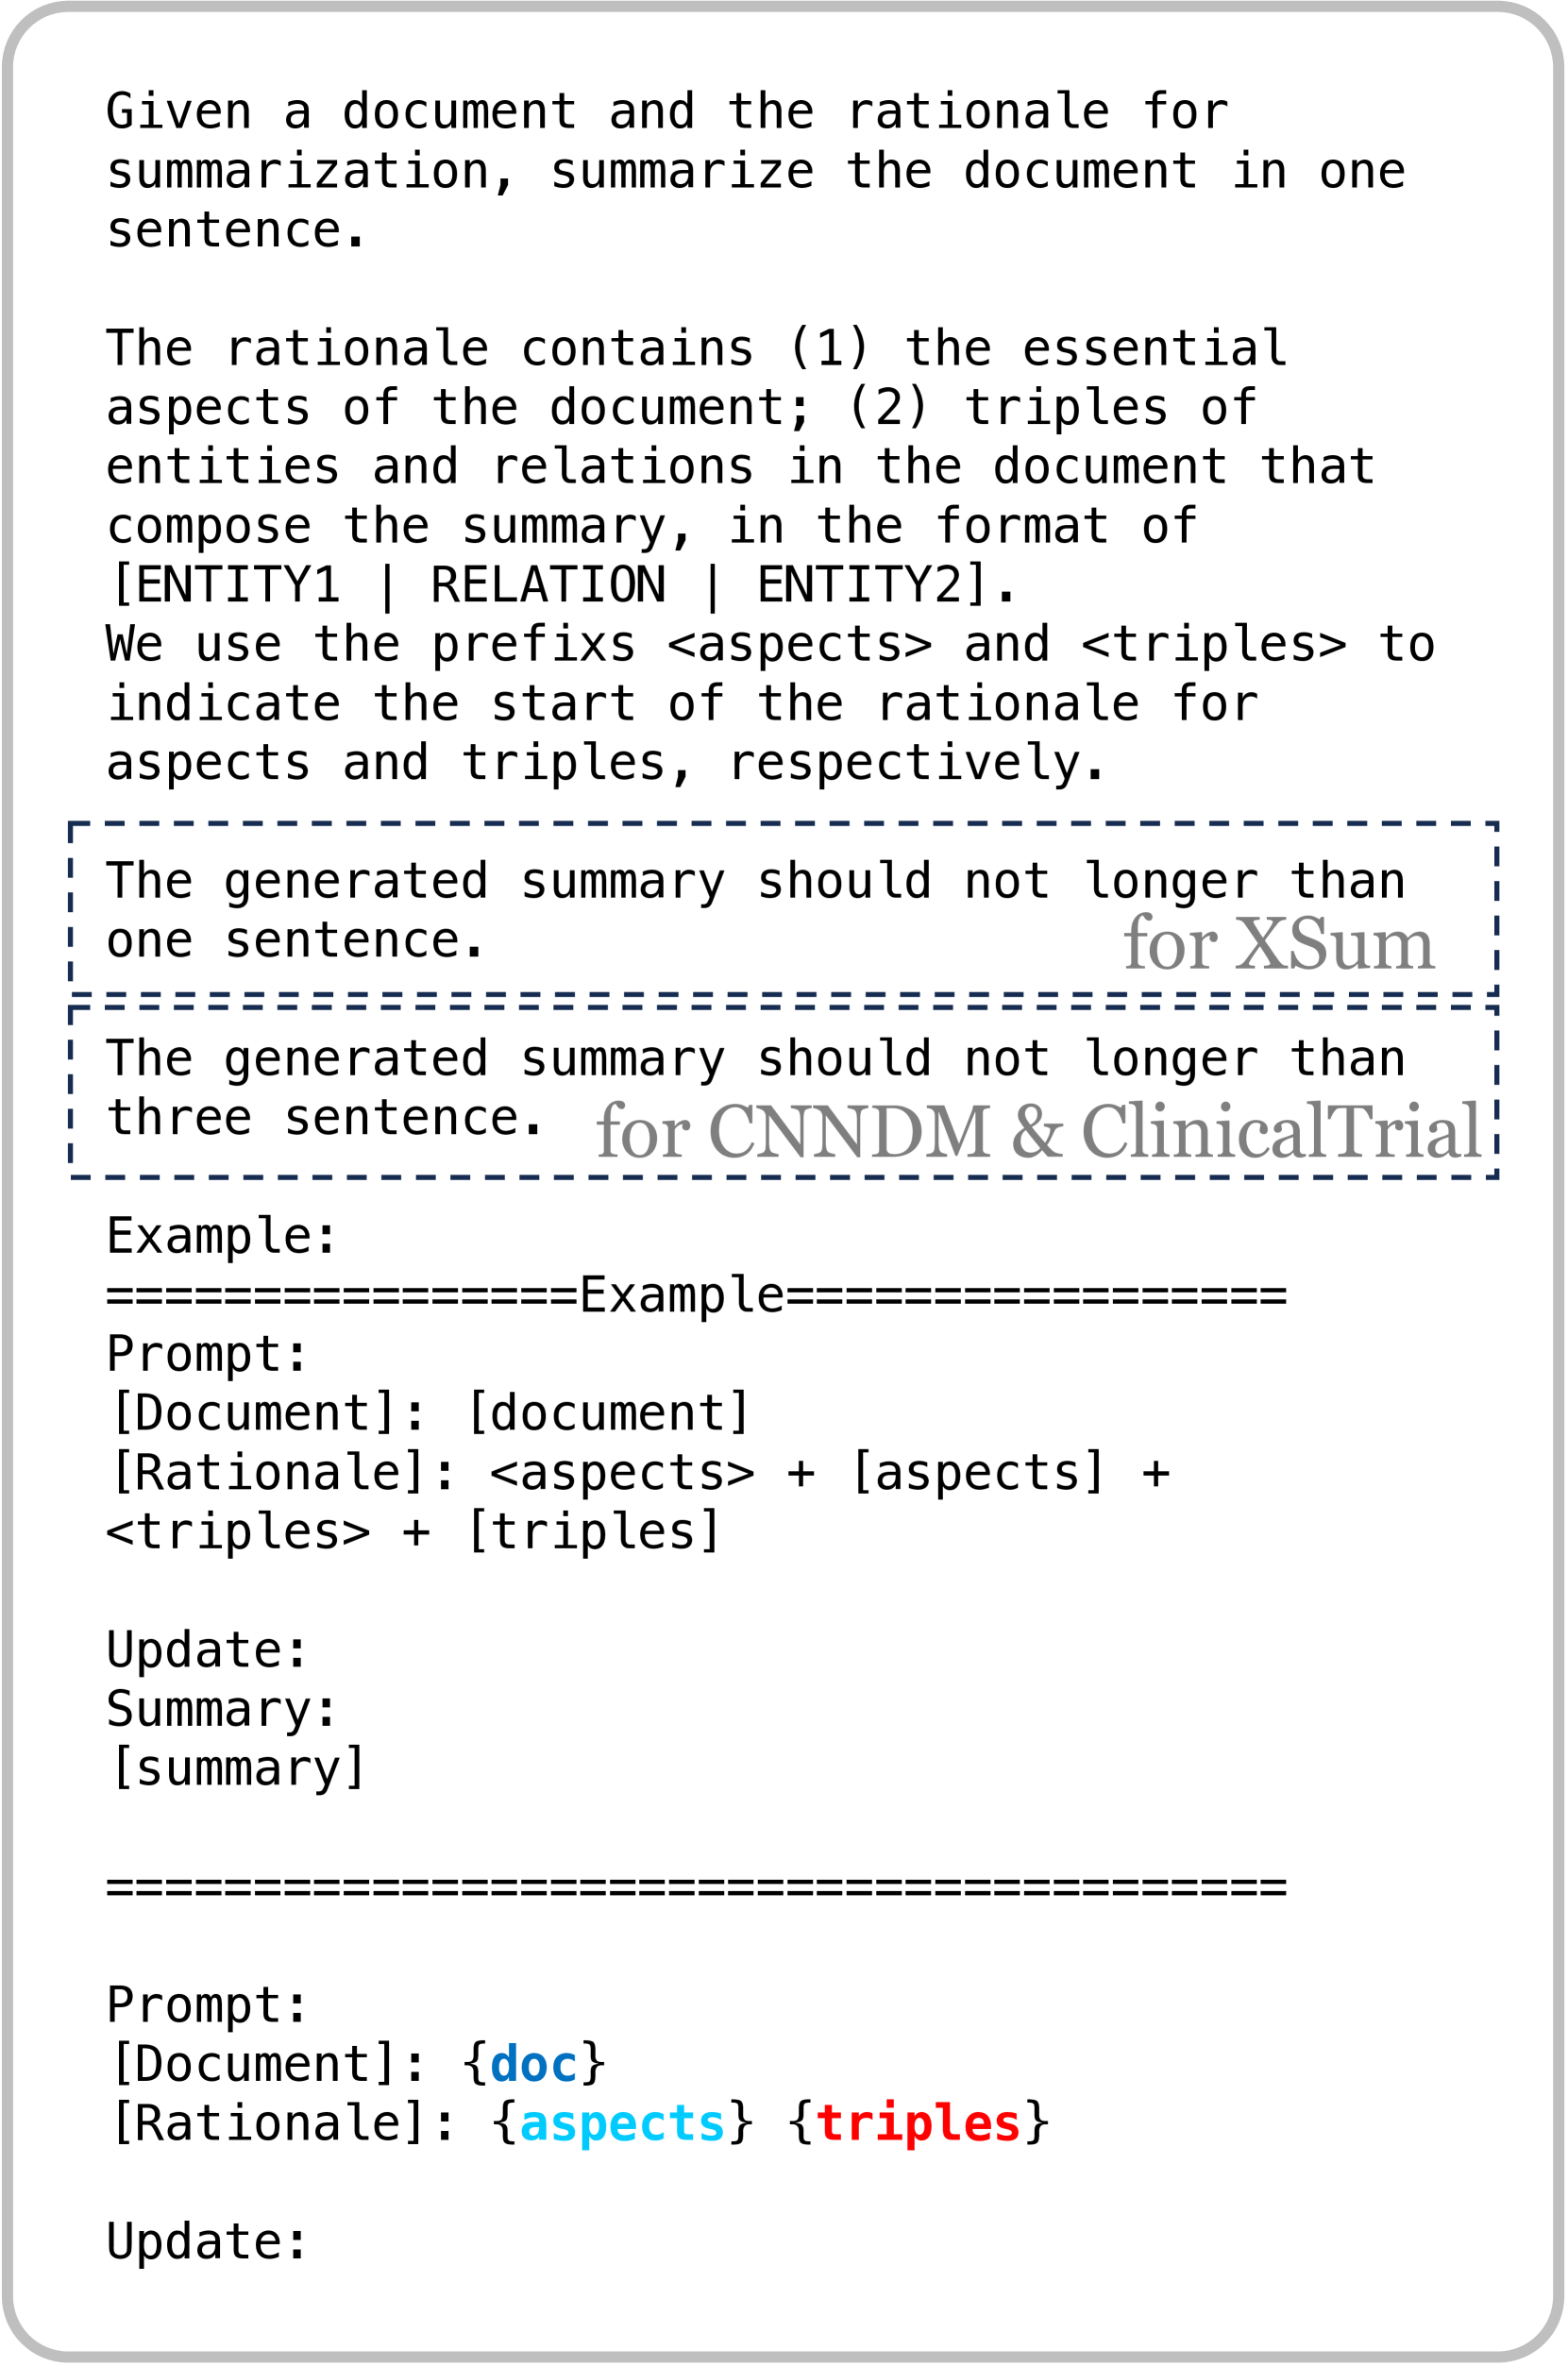 Given a document and the rationale for
summarization, summarize the document in one
sentence.
The rationale contains (1) the essential
aspects of the document; (2) triples of
entities and relations in the document that
compose the summary, in the format of
[ENTITY1 | RELATION | ENTITY2].
We use the prefixs <aspects> and <triples> to
indicate the start of the rationale for
aspects and triples, respectively.
The generated summary should not longer than
one sentence.
for XSum
The generated summary should not longer than
three sentence.
for CNNDM & ClinicalTrial
Example:
================Example=================
Prompt:
[Document]: [document]
[Rationale]: <aspects> + [aspects] +
<triples> + [triples]
Update:
Summary:
[summary]
========================================
Prompt:
[Document]: {doc}
[Rationale]: {aspects} {triples}
Update: